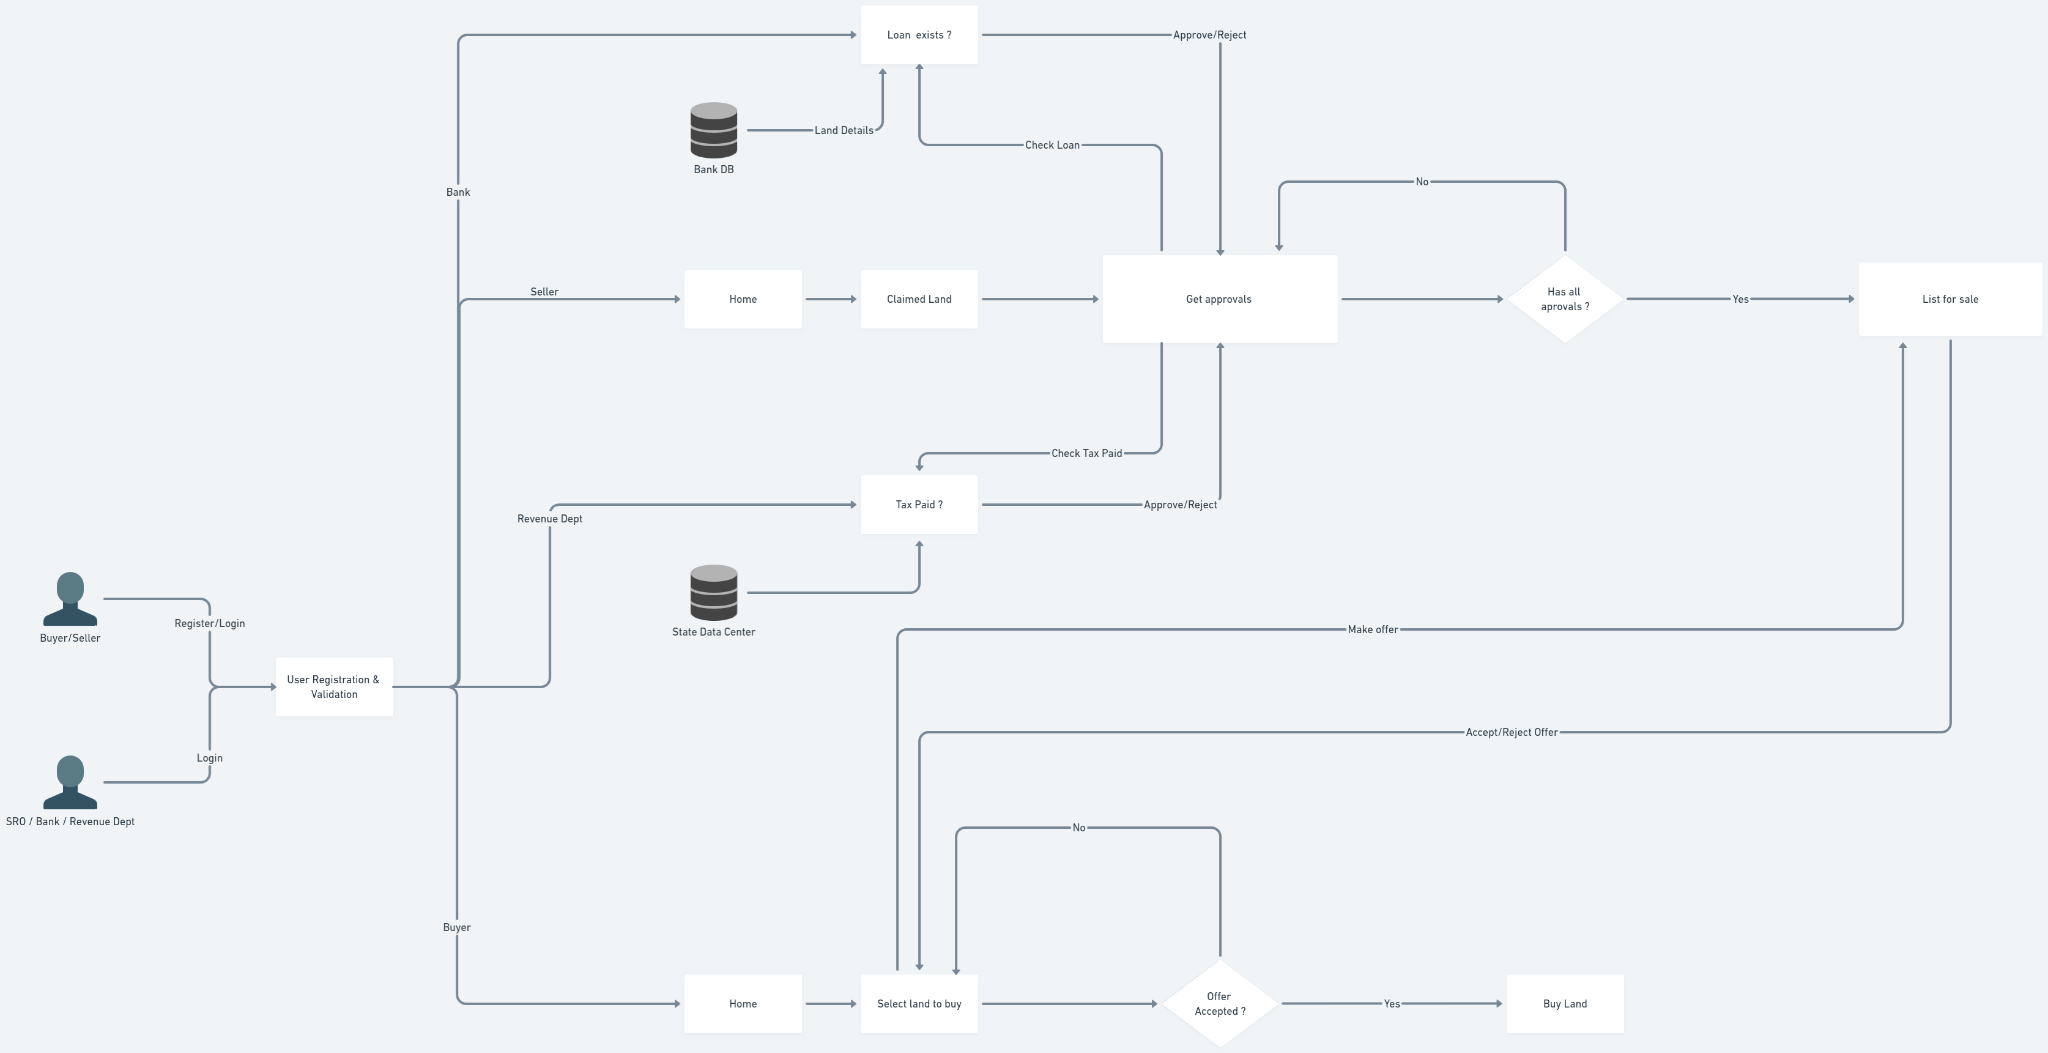 Loan exists ?
Approve/Reject
Land Details
Check Loan
Bank DB
No
Bank
Seller
Home
Claimed Land
Get approvals
Has all
aprovals ?
Yes
List for sale
Check Tax Paid
Tax Paid ?
Approve/Reject
Revenue Dept
Register/Login
Buyer/Seller
State Data Center
Make offer
User Registration &
Validation
Accept/Reject Offer
Login
SRO / Bank / Revenue Dept
No
Buyer
Home
Select land to buy
Offer
Accepted ?
Yes
Buy Land